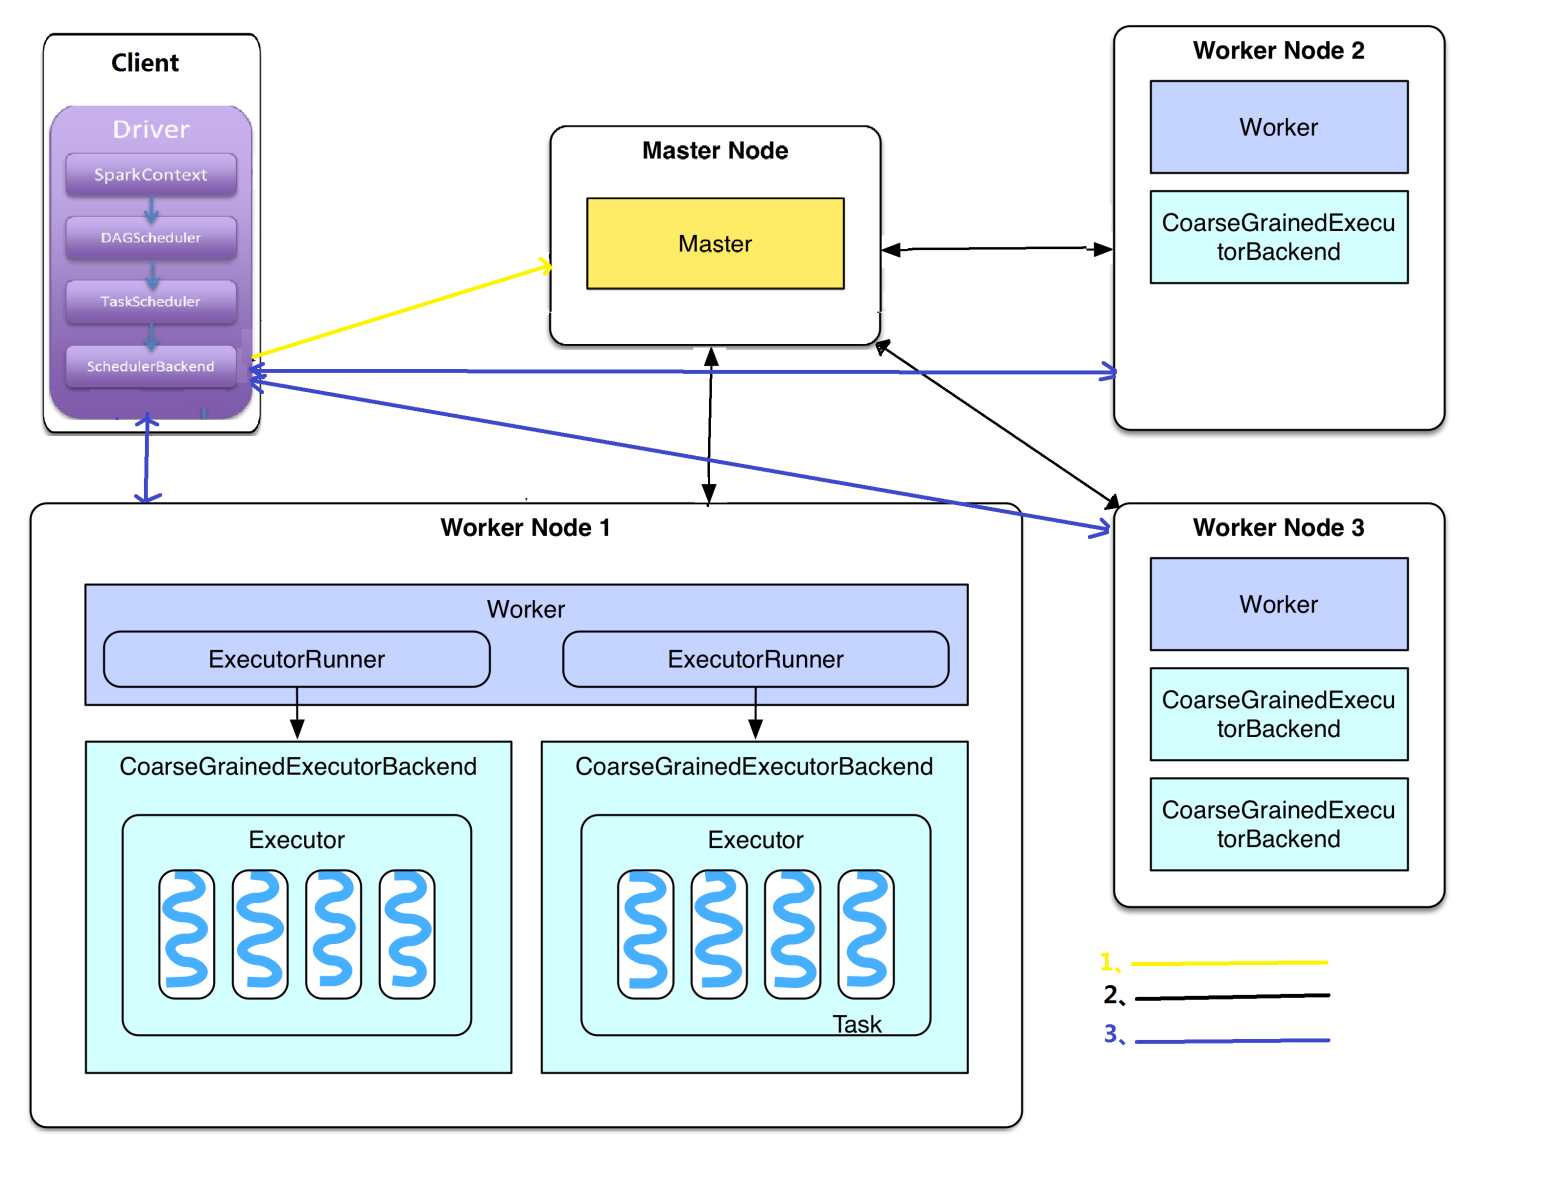 Client
Driver
SparkContext
DAGScheduler
TaskScheduler
SchedulerBackend
Master Node
Master
Worker Node 2
Worker
CoarseGrainedExecu
torBackend
Worker Node 1
Worker
ExecutorRunner
ExecutorRunner
CoarseGrainedExecutorBackend
CoarseGrainedExecutorBackend
Executor
Executor
Task
Worker Node 3
Worker
CoarseGrainedExecu
torBackend
CoarseGrainedExecu
torBackend
1、
2、
3、